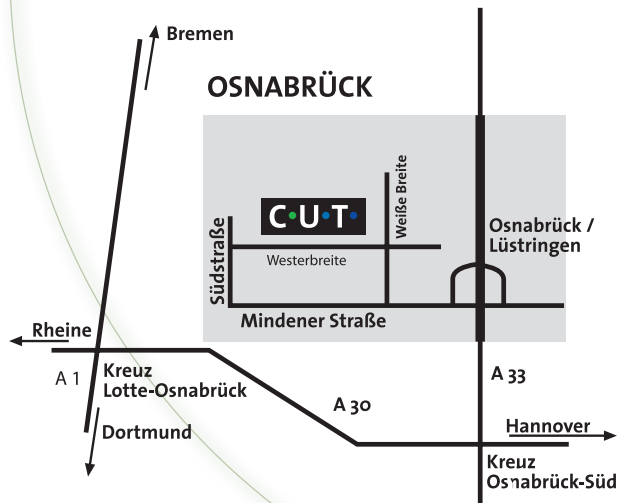 Bremen
OSNABRÜCK
Weiße Breite
C·U·T·
Südstraße
Osnabrück /
Lüstringen
Westerbreite
Mindener Straße
Rheine
A 1
Kreuz
Lotte-Osnabrück
A 33
A 30
Dortmund
Hannover
Kreuz
Osnabrück-Süd